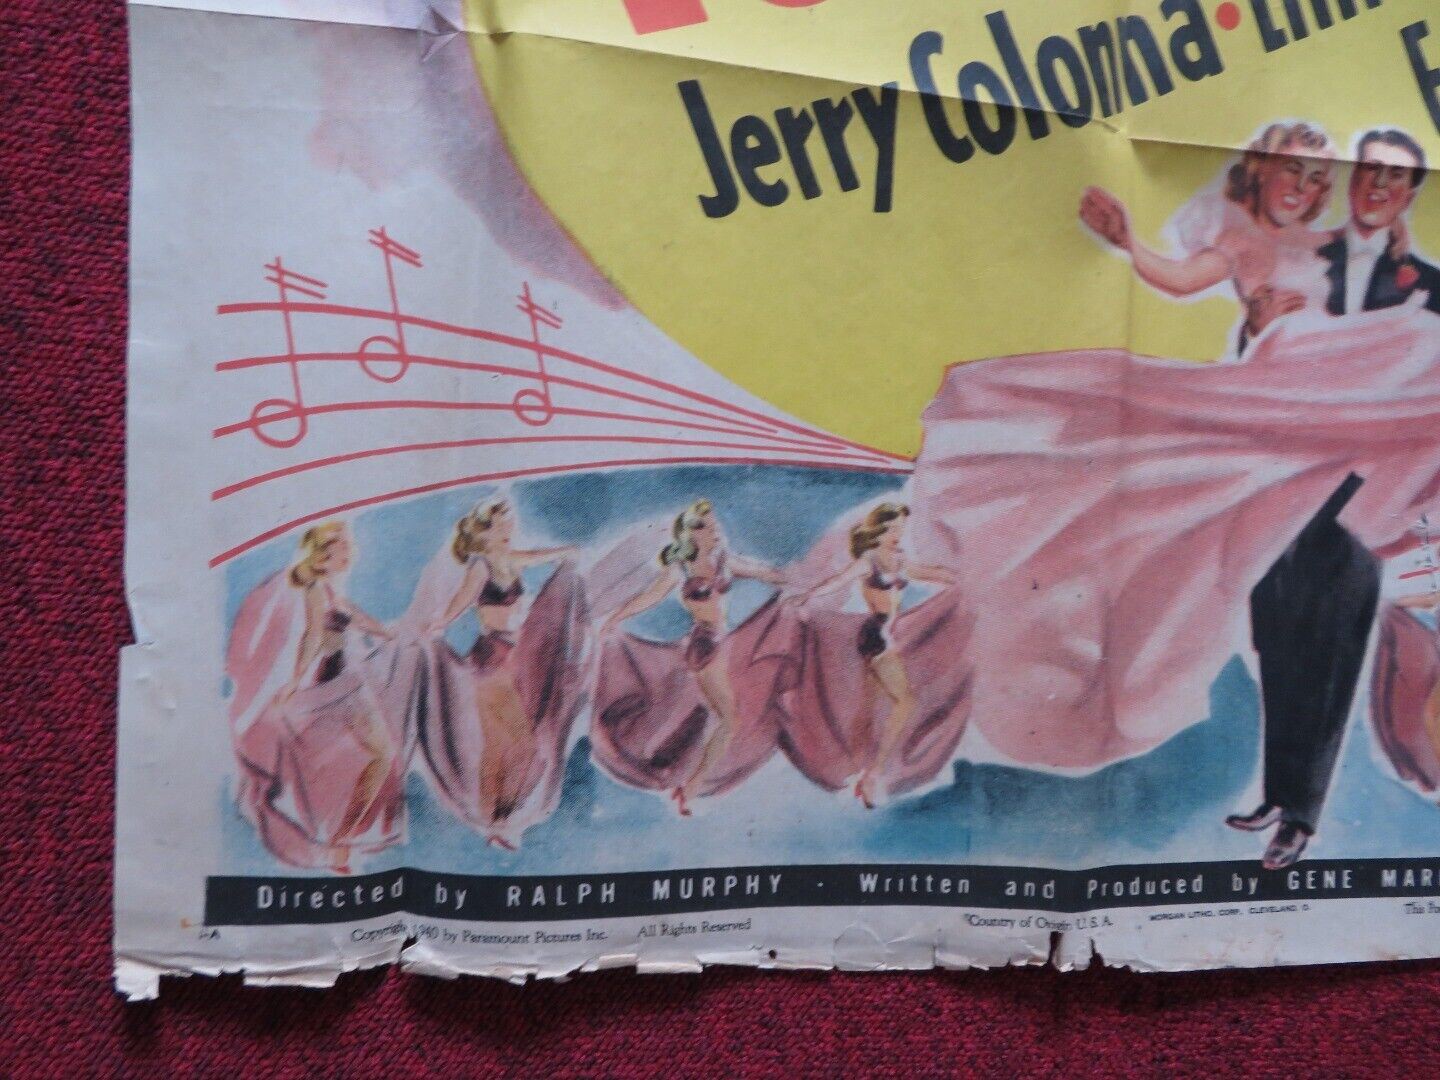 Jerry Colonna ·
Directed by RALPH MURPHY · Written and Produced by GENE MAR
Copyright 1940 by Paramount Pictures Inc. All Rights Reserved Country of Origin U.S.A. MORGAN LITHO. CORP. CLEVELAND, O. This